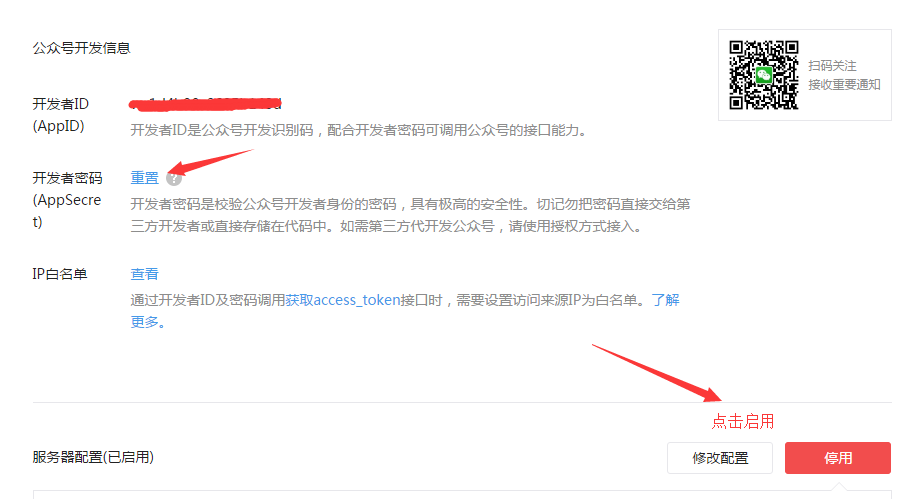 公众号开发信息
扫码关注
接收重要通知
开发者ID
(AppID)
开发者ID是公众号开发识别码，配合开发者密码可调用公众号的接口能力。
开发者密码
(AppSecre
t)
重置 ?
开发者密码是校验公众号开发者身份的密码，具有极高的安全性。切记勿把密码直接交给第
三方开发者或直接存储在代码中。如需第三方代开发公众号，请使用授权方式接入。
IP白名单
查看
通过开发者ID及密码调用获取access_token接口时，需要设置访问来源IP为白名单。了解
更多。
点击启用
服务器配置(已启用)
修改配置
停用